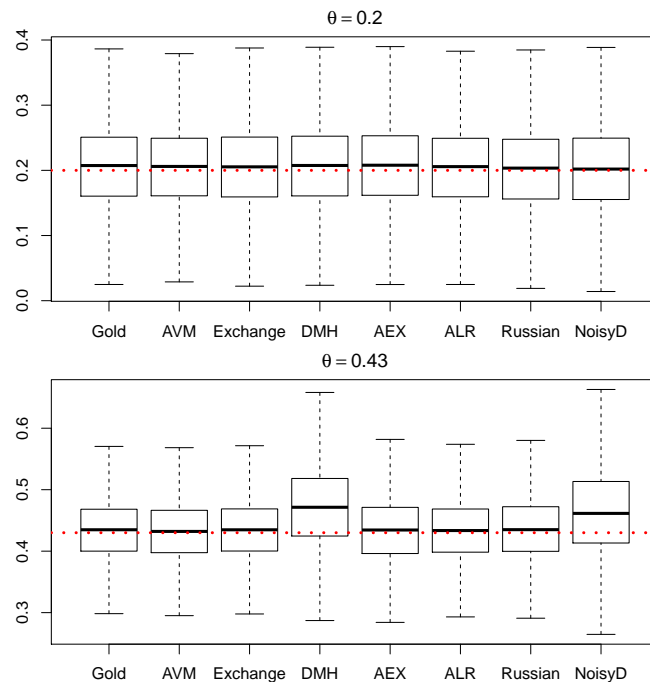 θ = 0.2
0.4
0.3
0.2
0.1
0.0
Gold AVM Exchange DMH AEX ALR Russian NoisyD
θ = 0.43
0.6
0.5
0.4
0.3
Gold AVM Exchange DMH AEX ALR Russian NoisyD